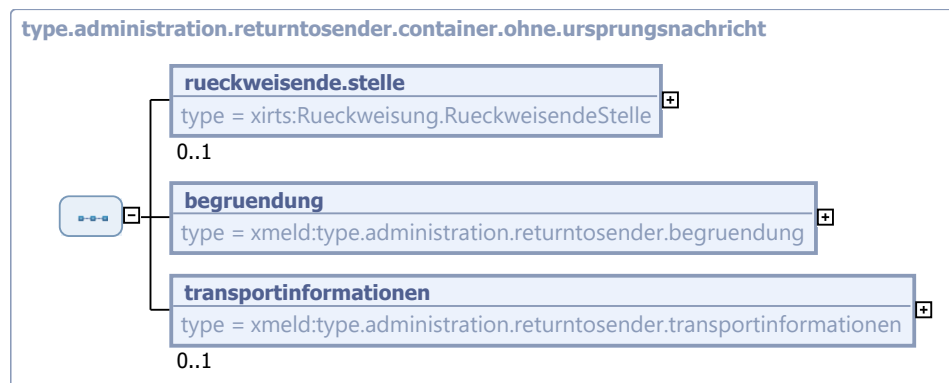 type.administration.returntosender.container.ohne.ursprungsnachricht
rueckweisende.stelle
type = xirts:Rueckweisung.RueckweisendeStelle
0..1
begruendung
type = xmeld:type.administration.returntosender.begruendung
transportinformationen
type = xmeld:type.administration.returntosender.transportinformationen
0..1